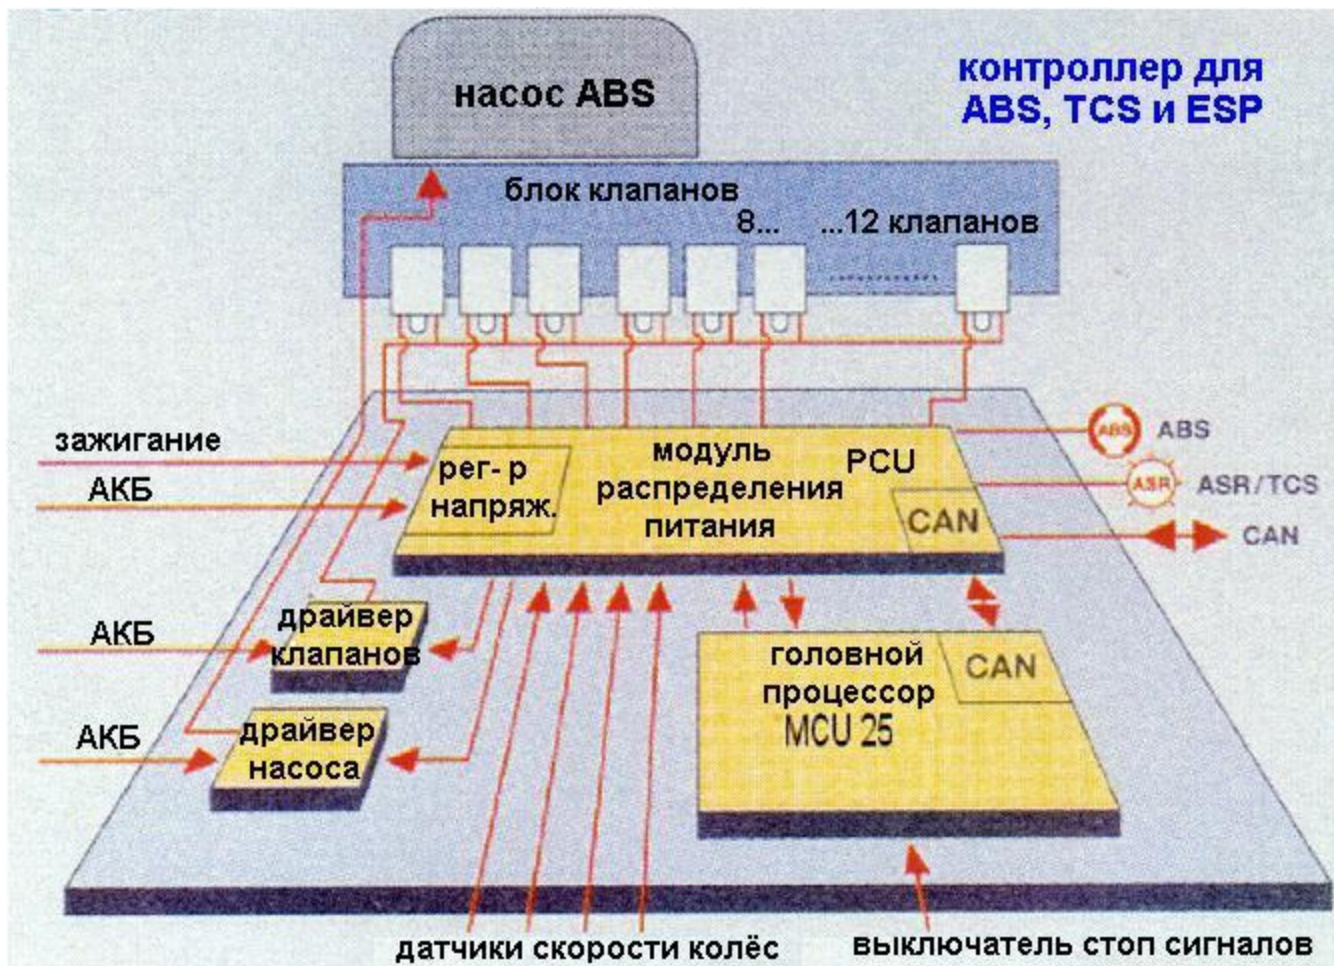 насос ABS
контроллер для
ABS, TCS и ESP
блок клапанов
8... ...12 клапанов
зажигание
АКБ
рег- р
напряж.
модуль
распределения
питания
PCU
CAN
ABS
ABS
ASR
ASR/TCS
CAN
АКБ
драйвер
клапанов
АКБ
драйвер
насоса
головной
процессор
MCU 25
CAN
датчики скорости колёс
выключатель стоп сигналов